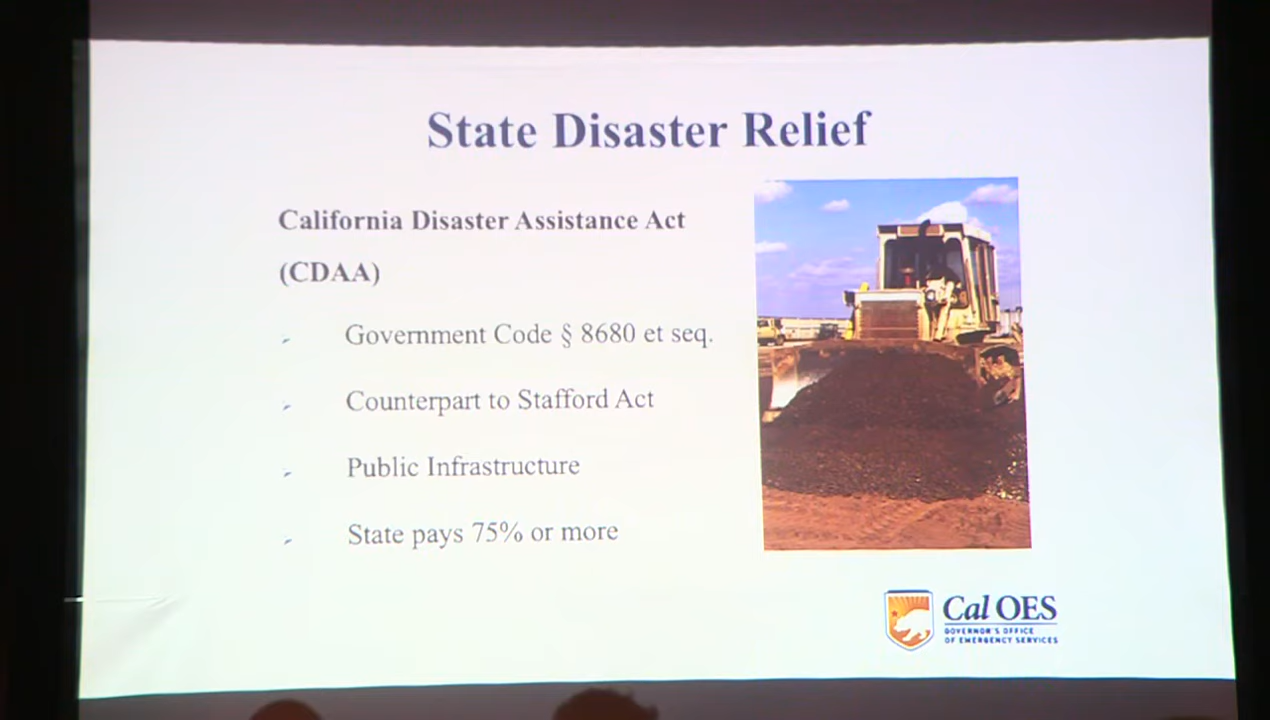 State Disaster Relief
California Disaster Assistance Act
(CDAA)
Government Code § 8680 et seq.
Counterpart to Stafford Act
Public Infrastructure
State pays 75% or more
Cal OES
GOVERNOR'S OFFICE
OF EMERGENCY SERVICES